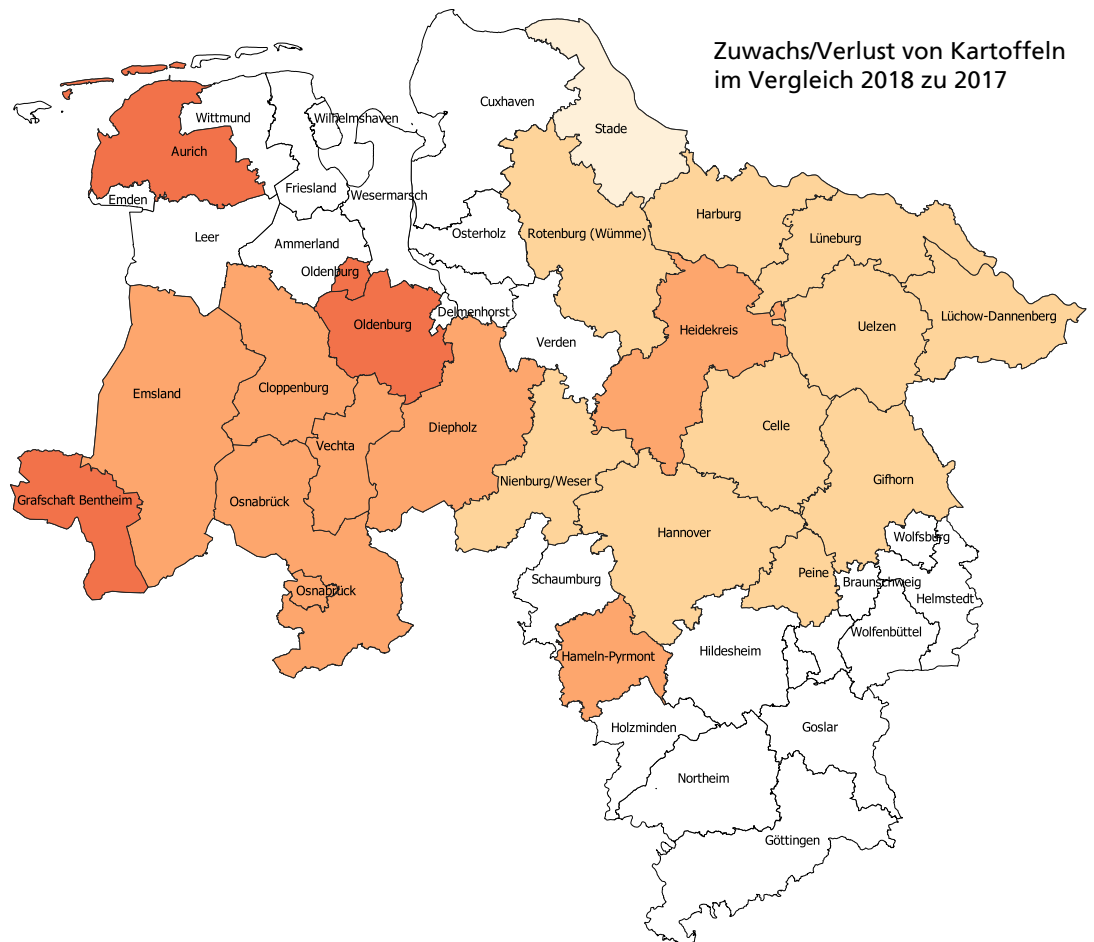 Zuwachs/Verlust von Kartoffeln
im Vergleich 2018 zu 2017
Cuxhaven
Wittmund
Wilhelmshaven
Stade
Aurich
Friesland
Wesermarsch
Emden
Harburg
Leer
Ammerland
Osterholz
Rotenburg (Wümme)
Lüneburg
Oldenburg
Delmenhorst
Oldenburg
Verden
Heidekreis
Uelzen
Lüchow-Dannenberg
Emsland
Cloppenburg
Diepholz
Celle
Vechta
Nienburg/Weser
Gifhorn
Grafschaft Bentheim
Osnabrück
Hannover
Wolfsburg
Schaumburg
Peine
Braunschweig
Osnabrück
Helmstedt
Wolfenbüttel
Hameln-Pyrmont
Hildesheim
Holzminden
Goslar
Northeim
Göttingen